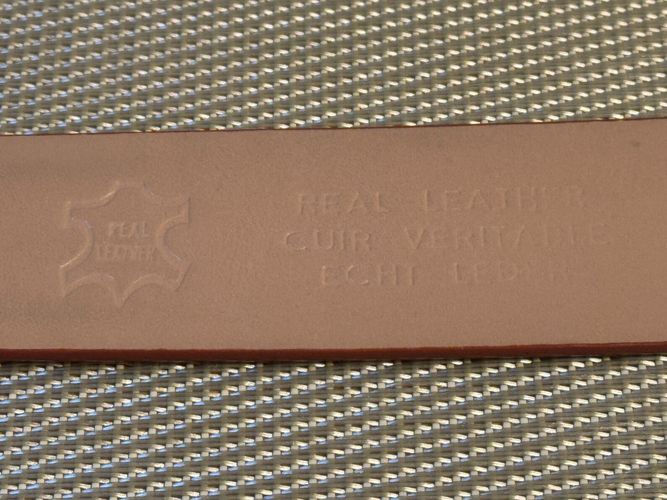 REAL
LEATHER
REAL LEATHER
CUIR VERITABLE
ECHT LEDER